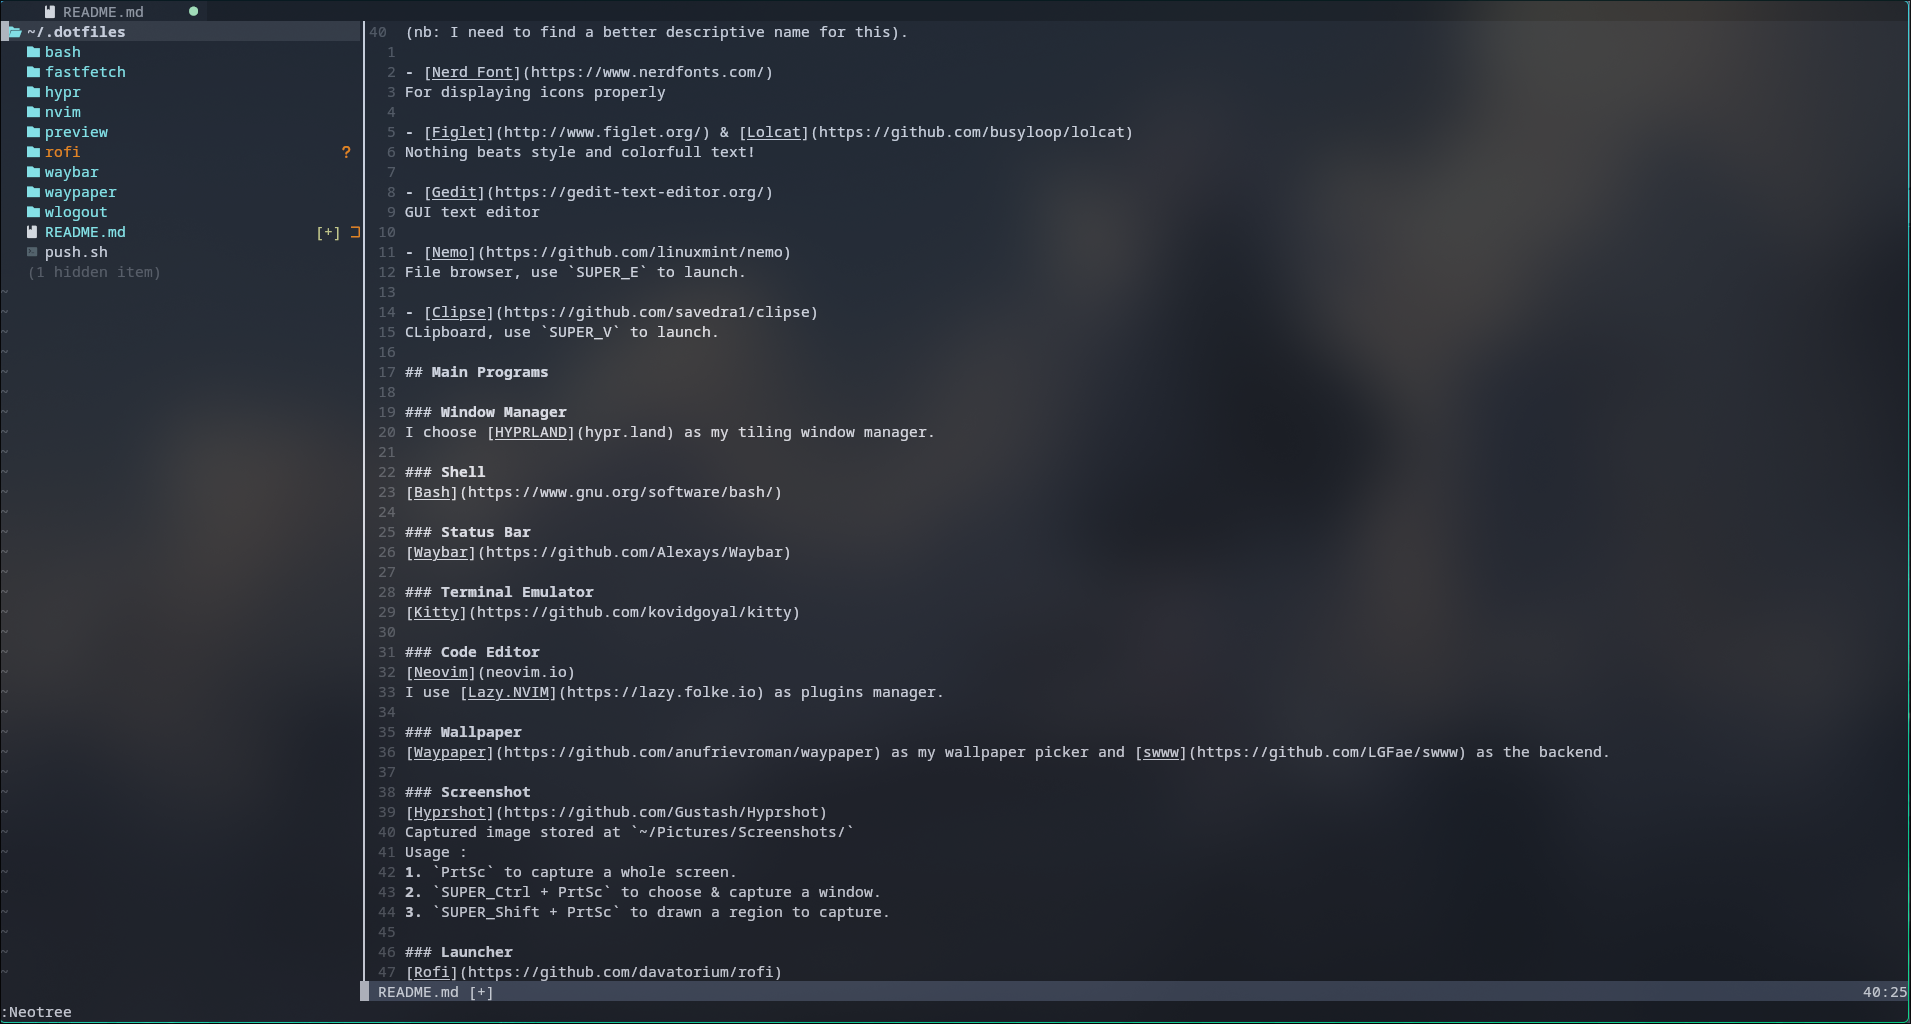 README.md
~/.dotfiles
bash
fastfetch
hypr
nvim
preview
rofi ?
waybar
waypaper
wlogout
README.md [+]
push.sh
(1 hidden item)
40 (nb: I need to find a better descriptive name for this).
1
2 - [Nerd Font](https://www.nerdfonts.com/)
3 For displaying icons properly
4
5 - [Figlet](http://www.figlet.org/) & [Lolcat](https://github.com/busyloop/lolcat)
6 Nothing beats style and colorfull text!
7
8 - [Gedit](https://gedit-text-editor.org/)
9 GUI text editor
10
11 - [Nemo](https://github.com/linuxmint/nemo)
12 File browser, use `SUPER_E` to launch.
13
14 - [Clipse](https://github.com/savedra1/clipse)
15 CLipboard, use `SUPER_V` to launch.
16
17 ## Main Programs
18
19 ### Window Manager
20 I choose [HYPRLAND](hypr.land) as my tiling window manager.
21
22 ### Shell
23 [Bash](https://www.gnu.org/software/bash/)
24
25 ### Status Bar
26 [Waybar](https://github.com/Alexays/Waybar)
27
28 ### Terminal Emulator
29 [Kitty](https://github.com/kovidgoyal/kitty)
30
31 ### Code Editor
32 [Neovim](neovim.io)
33 I use [Lazy.NVIM](https://lazy.folke.io) as plugins manager.
34
35 ### Wallpaper
36 [Waypaper](https://github.com/anufrievroman/waypaper) as my wallpaper picker and [swww](https://github.com/LGFae/swww) as the backend.
37
38 ### Screenshot
39 [Hyprshot](https://github.com/Gustash/Hyprshot)
40 Captured image stored at `~/Pictures/Screenshots/`
41 Usage :
42 1. `PrtSc` to capture a whole screen.
43 2. `SUPER_Ctrl + PrtSc` to choose & capture a window.
44 3. `SUPER_Shift + PrtSc` to drawn a region to capture.
45
46 ### Launcher
47 [Rofi](https://github.com/davatorium/rofi)
README.md [+] 40:25
:Neotree